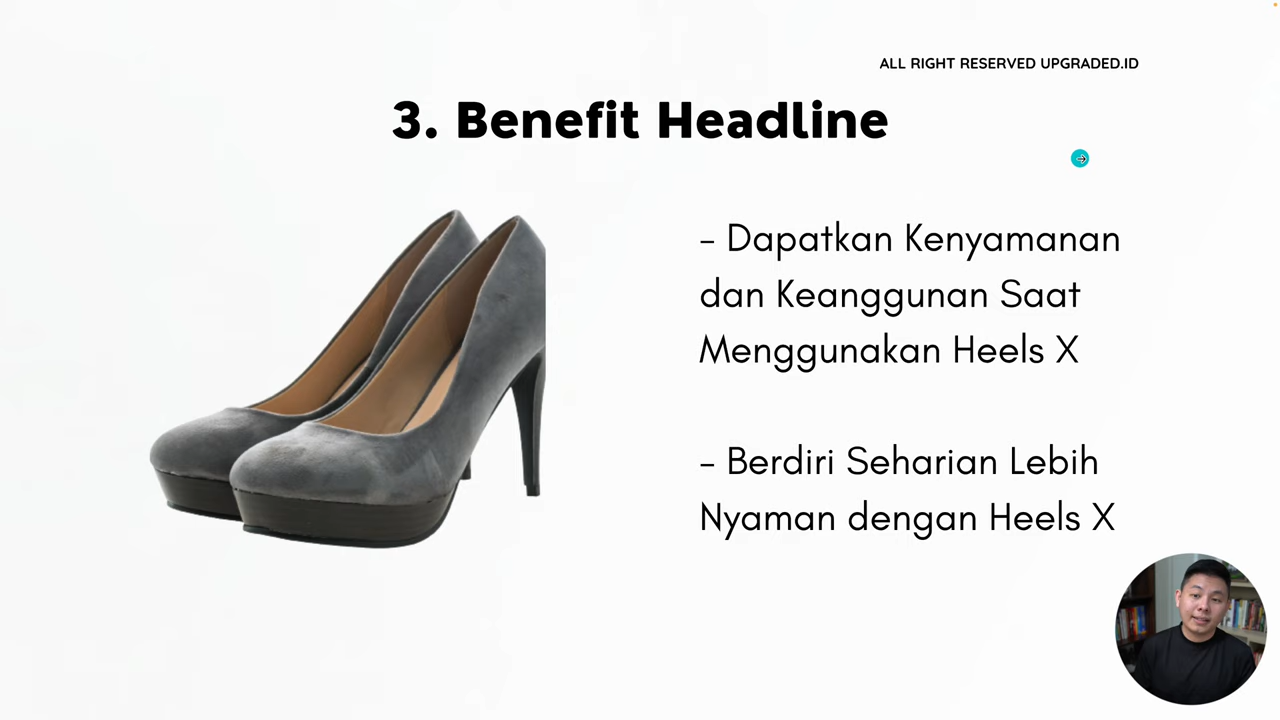 ALL RIGHT RESERVED UPGRADED.ID
3. Benefit Headline
- Dapatkan Kenyamanan
dan Keanggunan Saat
Menggunakan Heels X
- Berdiri Seharian Lebih
Nyaman dengan Heels X